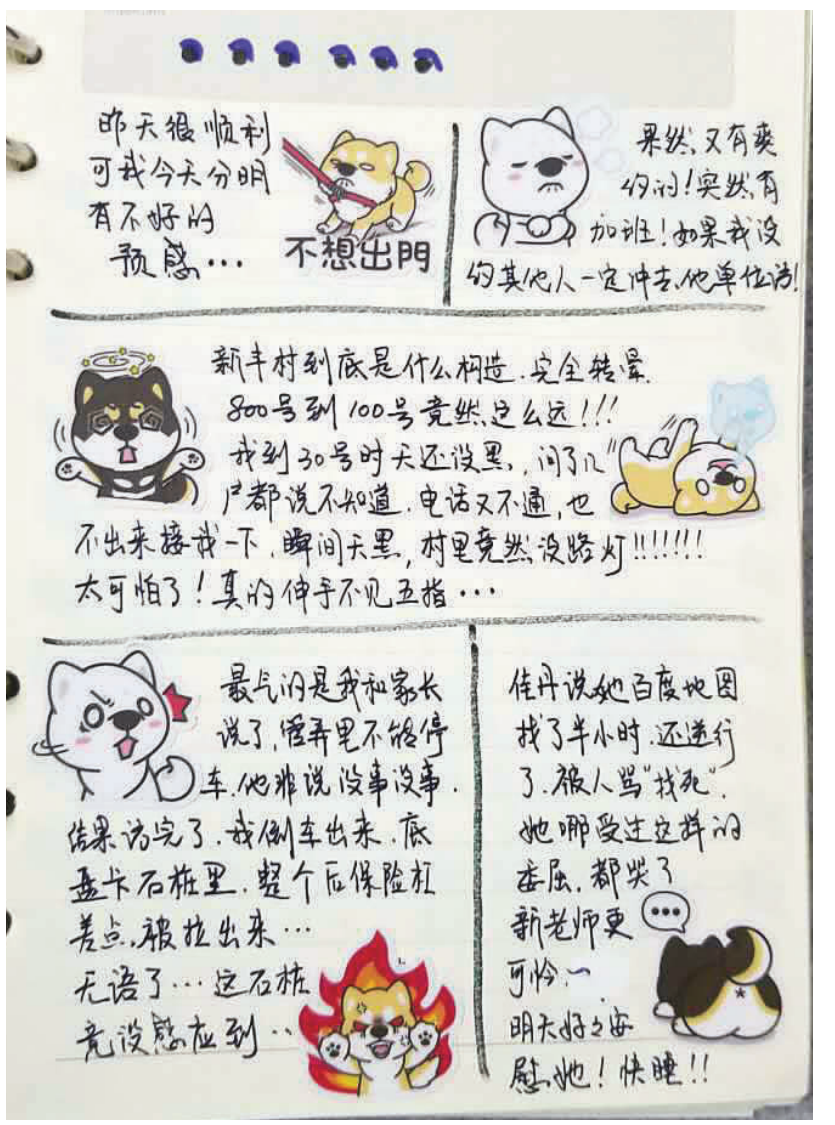 昨天很顺利
可我今天分明
有不好的
预感…
不想出門
果然,又有爽
约的!突然有
加班!如果我没
约其他人一定冲去他单位访!
新丰村到底是什么构造.完全转晕.
800号到100号竟然这么远!!!
我到30号时天还没黑,问了几
户都说不知道.电话又不通,也
不出来接我一下,瞬间天黑,村里竟然没路灯!!!!!!!
太可怕了!真的伸手不见五指…
最气的是我和家长
说了,弄里不能停
车.他非说没事没事.
结果访完了.我倒车出来.底
盘卡石桩里.整个后保险杠
差点被拉出来…
无语了…这石桩
竟没感应到…
佳丹说她百度地图
找了半小时.还逆行
了.被人骂"找死".
她哪受过这样的
委屈.都哭了
新老师更
可怜~
明天好好安
慰她!快睡!!